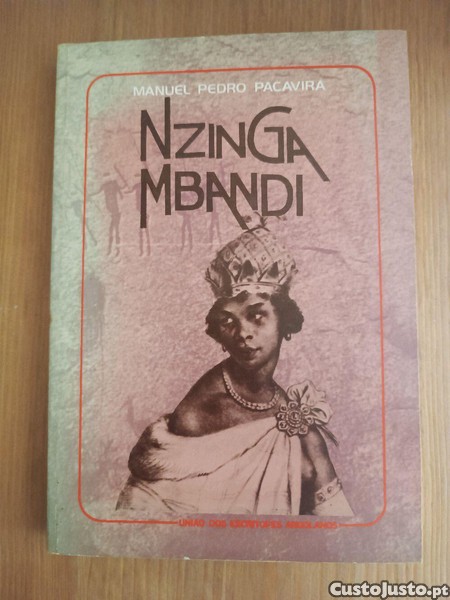 MANUEL PEDRO PACAVIRA
NZINGA
MBANDI
UNIÃO DOS ESCRITORES ANGOLANOS
CustoJusto.pt